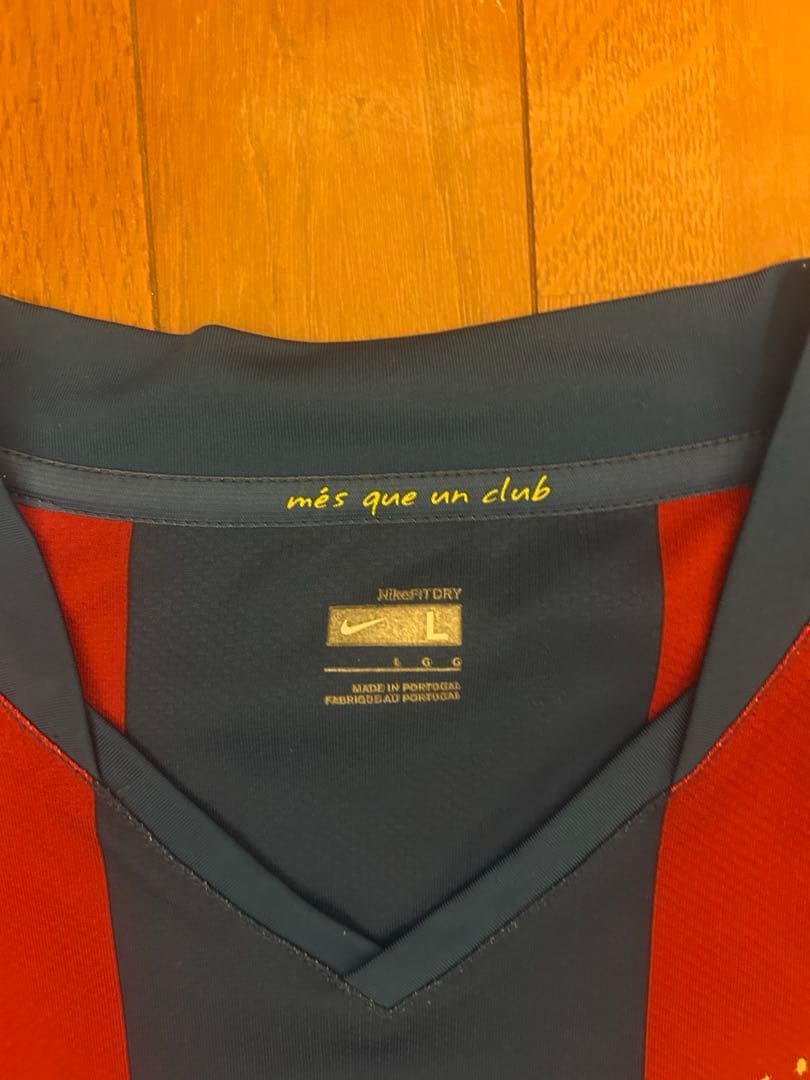 més que un club
NikeFITDRY
L
E G G
MADE IN PORTUGAL
FABRIQUE AU PORTUGAL